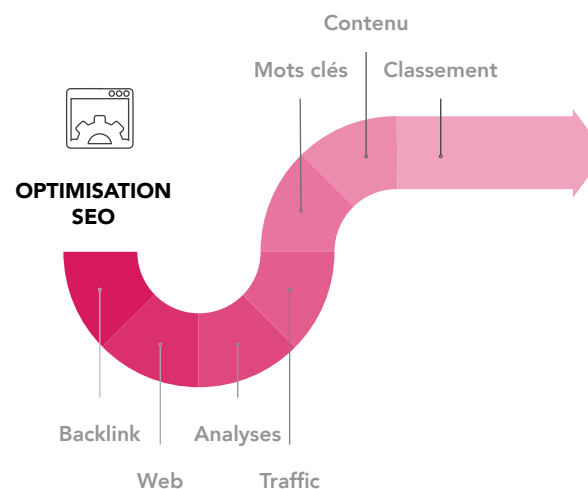 Contenu
Mots clés
Classement
OPTIMISATION
SEO
Backlink
Analyses
Web
Traffic